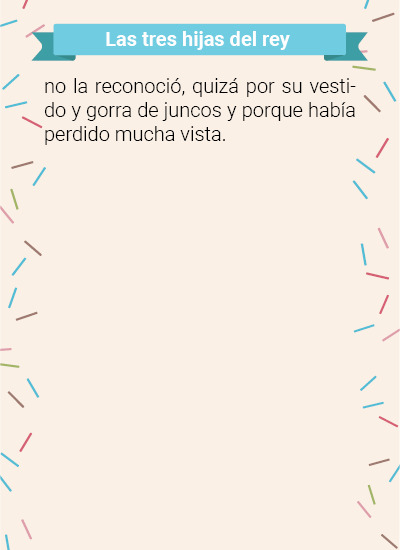 Las tres hijas del rey
no la reconoció, quizá por su vesti-
do y gorra de juncos y porque había
perdido mucha vista.